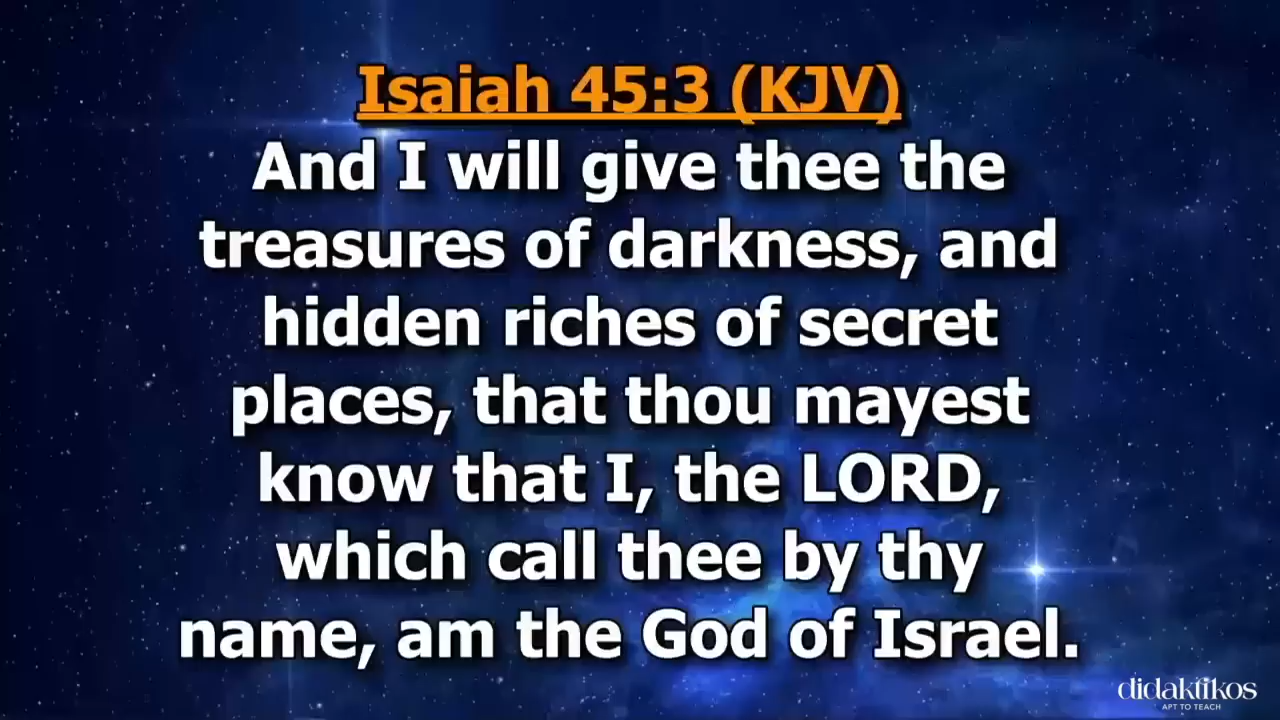 Isaiah 45:3 (KJV)
And I will give thee the
treasures of darkness, and
hidden riches of secret
places, that thou mayest
know that I, the LORD,
which call thee by thy
name, am the God of Israel.
didaktikos
APT TO TEACH